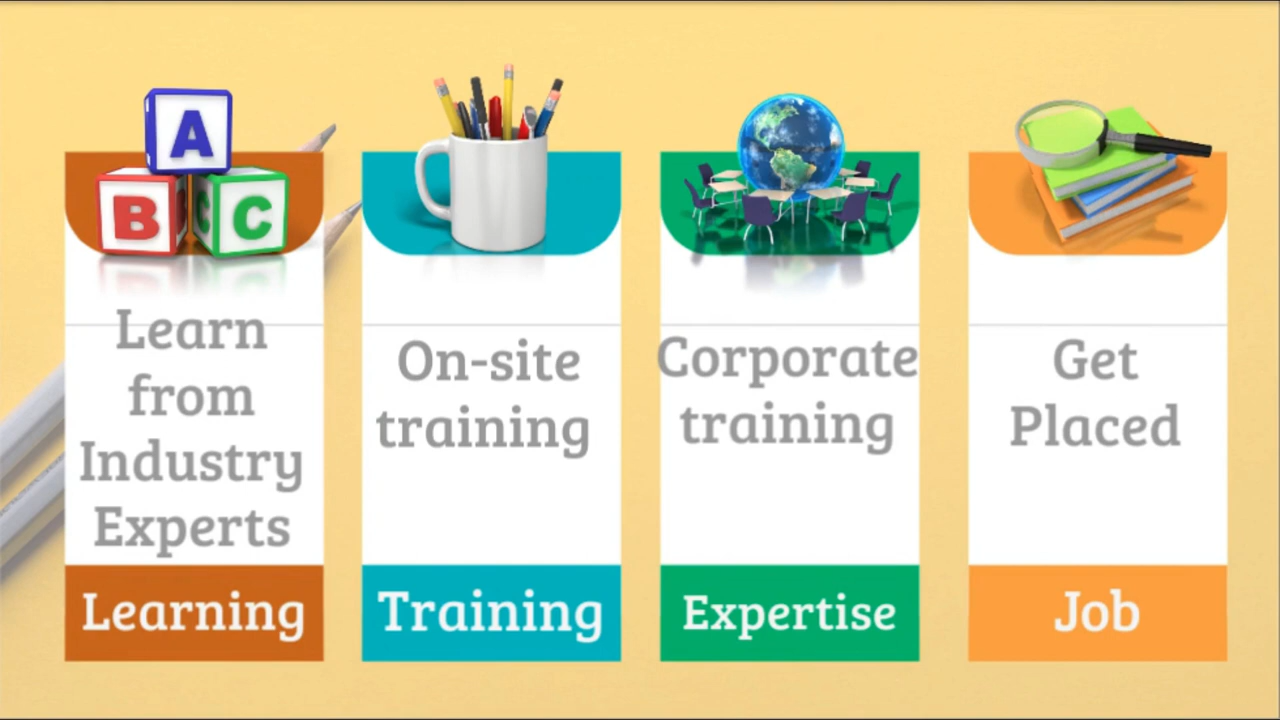 A
B
C
Learn
from
Industry
Experts
Learning
On-site
training
Training
Corporate
training
Expertise
Get
Placed
Job